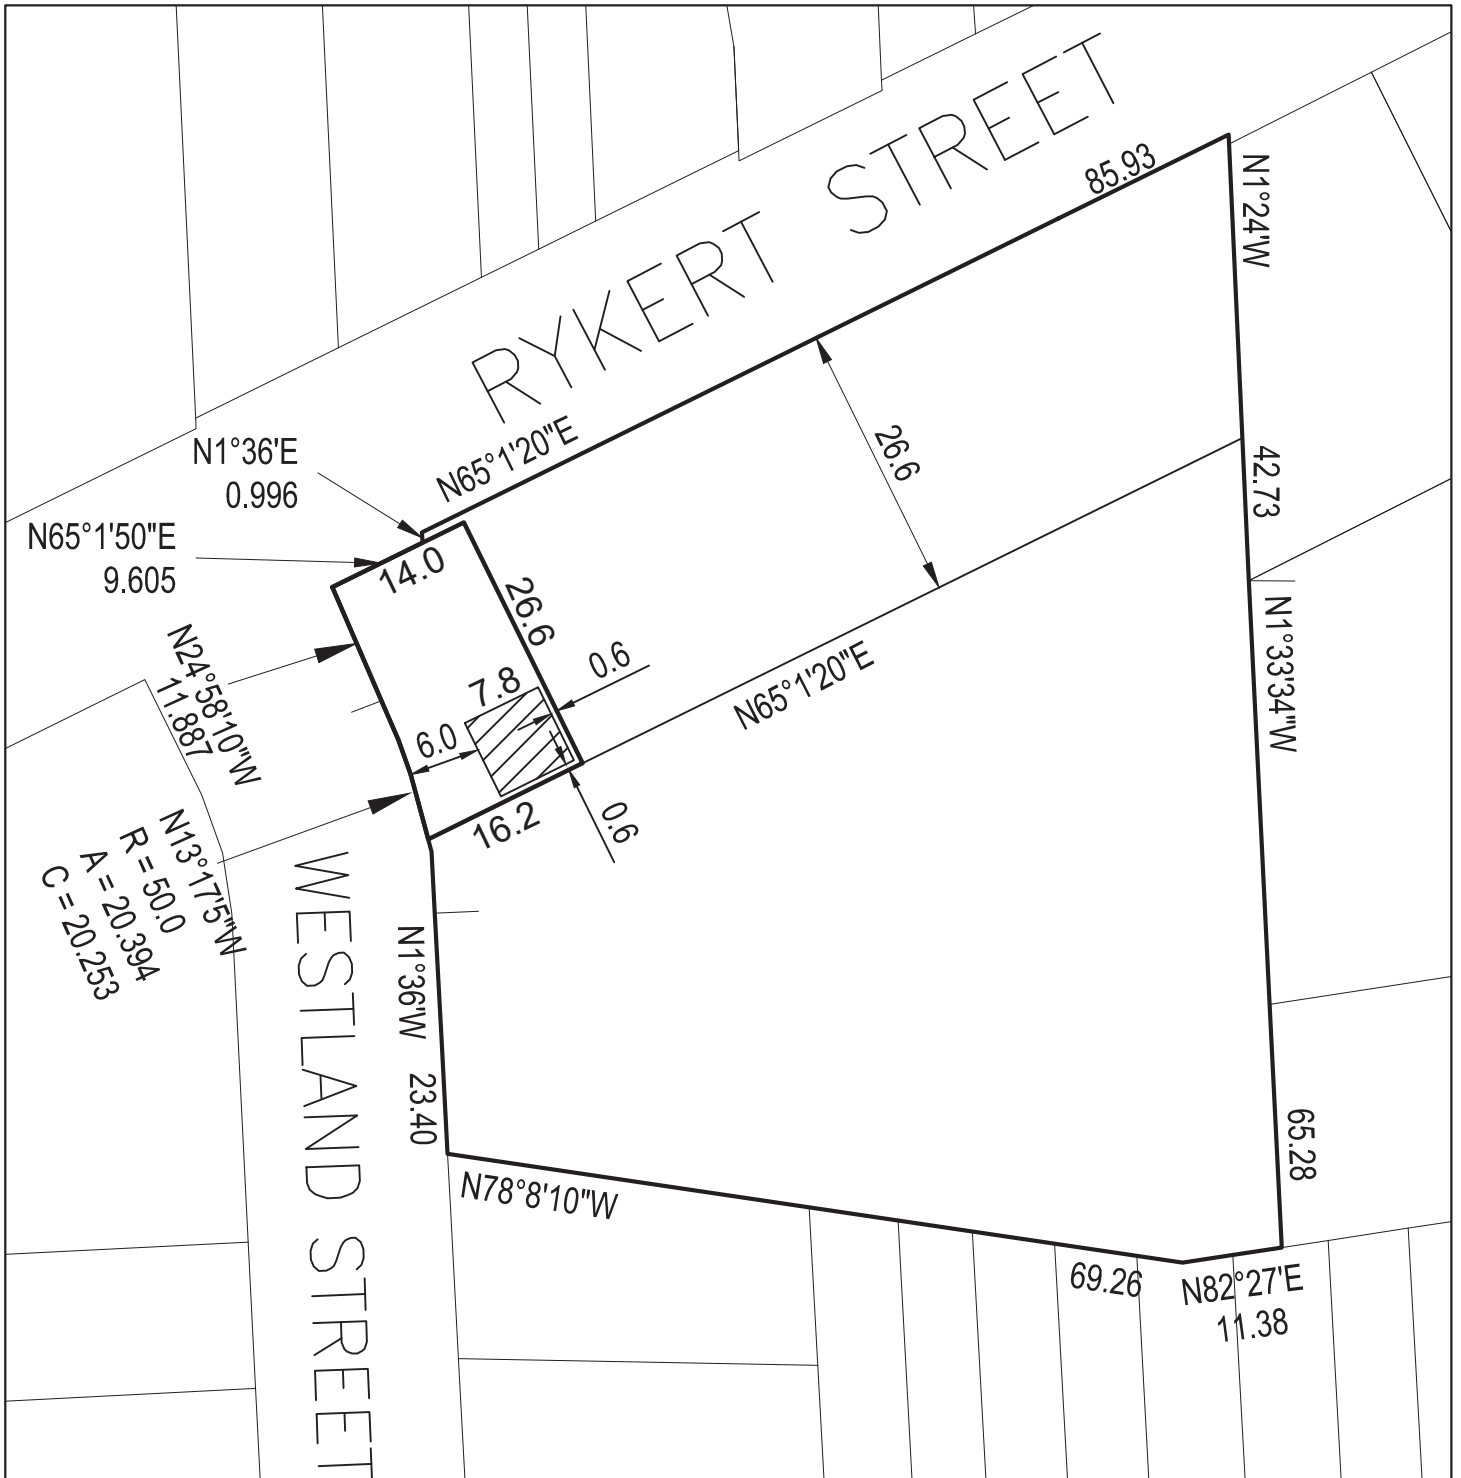 RYKERT STREET
85.93
N1°24'W
N65°1'20"E
26.6
42.73
N1°36'E
0.996
N65°1'50"E
9.605
14.0
26.6
0.6
N24°58'10"W
11.887
7.8
6.0
N65°1'20"E
N1°33'34"W
16.2
0.6
N13°17'5"W
R = 50.0
A = 20.394
C = 20.253
WESTLAND STREET
N1°36'W
23.40
65.28
N78°8'10"W
69.26
N82°27'E
11.38